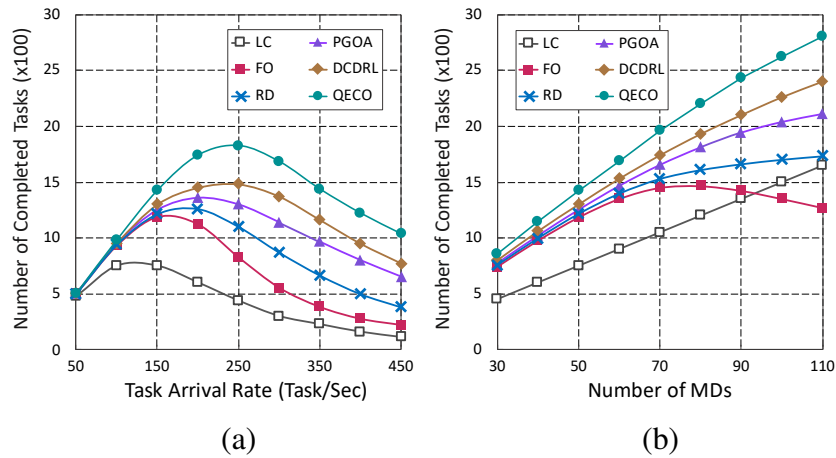 Number of Completed Tasks (x100)
30
25
20
15
10
5
0
LC
PGOA
FO
DCDRL
RD
QECO
50
150
250
350
450
Task Arrival Rate (Task/Sec)
(a)
Number of Completed Tasks (x100)
30
25
20
15
10
5
0
LC
PGOA
FO
DCDRL
RD
QECO
30
50
70
90
110
Number of MDs
(b)